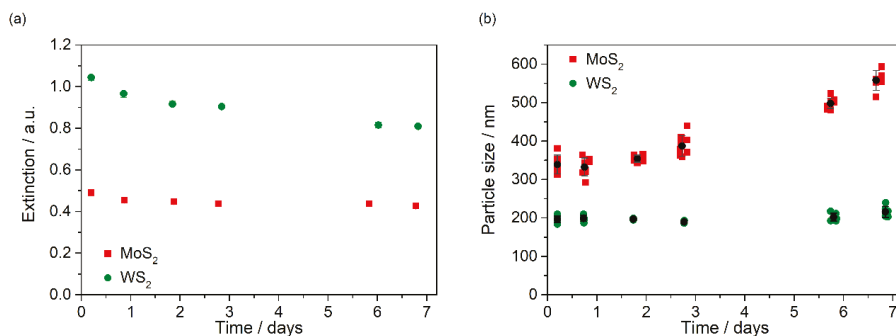 (a)
1.2
1.0
0.8
0.6
0.4
0.2
0.0
Extinction / a.u.
MoS₂
WS₂
0 1 2 3 4 5 6 7
Time / days
(b)
600
500
400
300
200
100
0
Particle size / nm
MoS₂
WS₂
0 1 2 3 4 5 6 7
Time / days